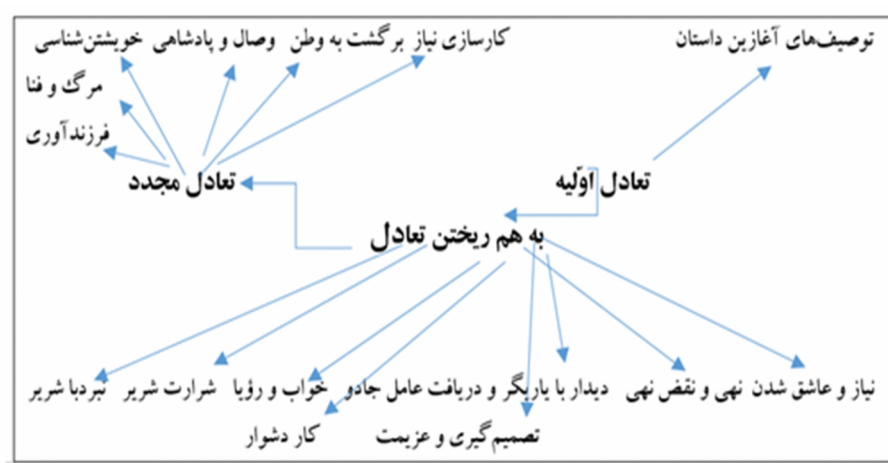 توصیف‌های آغازین داستان کارسازی نیاز برگشت به وطن وصال و پادشاهی خویشتن‌شناسی
مرگ و فنا
فرزندآوری
تعادل اوّلیه تعادل مجدد
به هم ریختن تعادل
نیاز و عاشق شدن نهی و نقض نهی دیدار با یاریگر و دریافت عامل جادو خواب و رؤیا شرارت شریر نبردبا شریر
تصمیم‌گیری و عزیمت کار دشوار